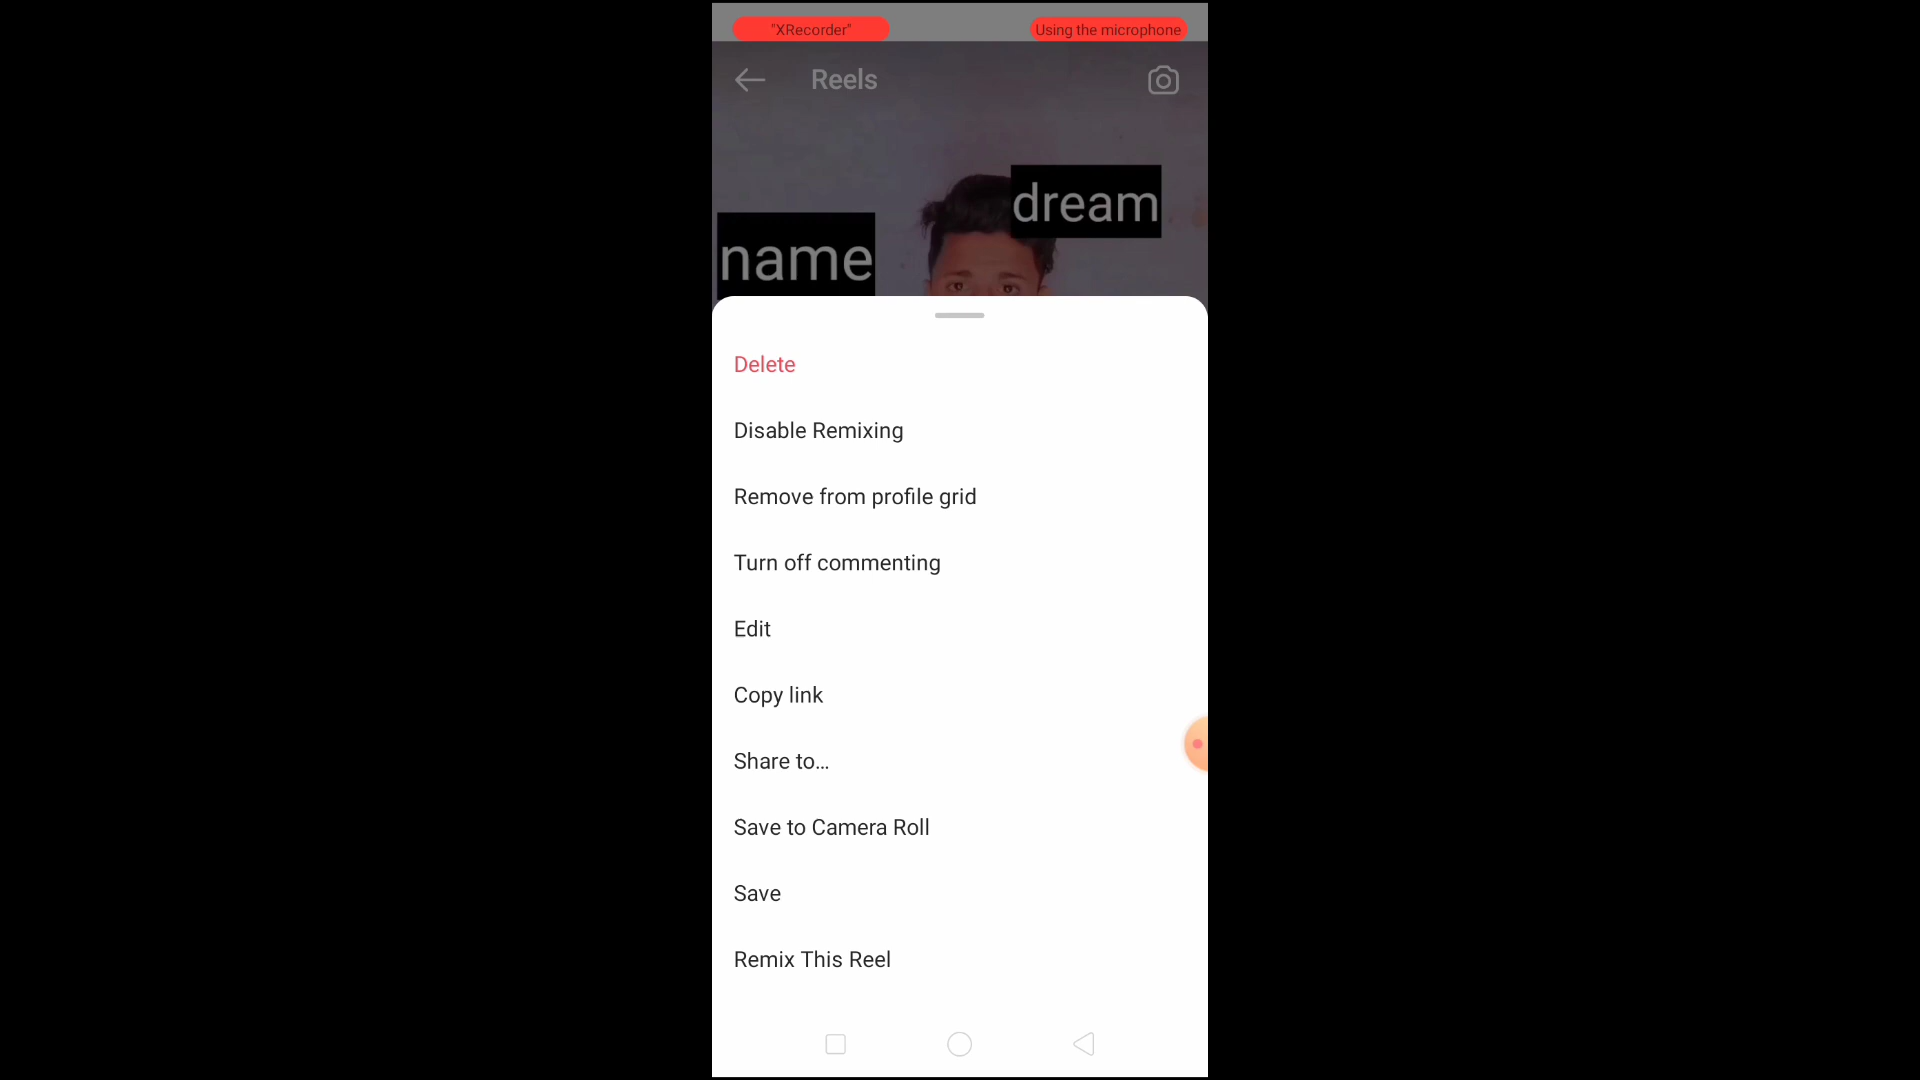 "XRecorder"
Using the microphone
Reels
dream
name
Delete
Disable Remixing
Remove from profile grid
Turn off commenting
Edit
Copy link
Share to...
Save to Camera Roll
Save
Remix This Reel